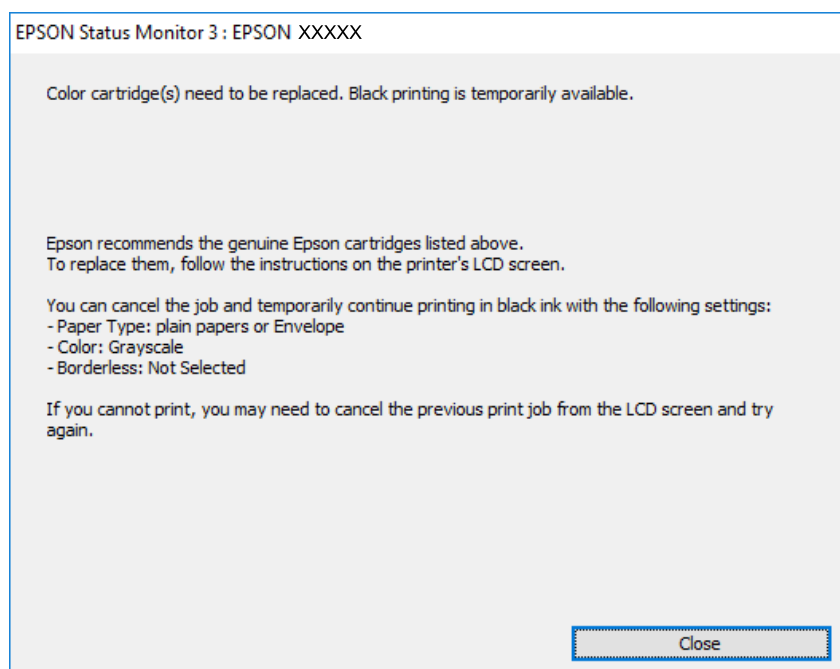 EPSON Status Monitor 3 : EPSON XXXXX
Color cartridge(s) need to be replaced. Black printing is temporarily available.
Epson recommends the genuine Epson cartridges listed above.
To replace them, follow the instructions on the printer's LCD screen.
You can cancel the job and temporarily continue printing in black ink with the following settings:
- Paper Type: plain papers or Envelope
- Color: Grayscale
- Borderless: Not Selected
If you cannot print, you may need to cancel the previous print job from the LCD screen and try
again.
Close